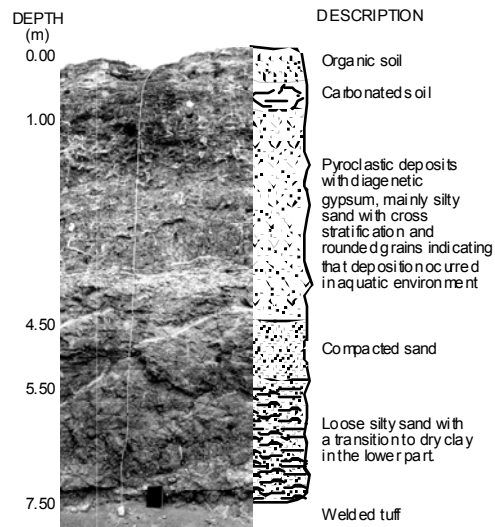 DEPTH
(m)
0.00
1.00
4.50
5.50
7.50
DESCRIPTION
Organic soil
Carbonated soil
Pyroclastic deposits
with diagenetic
gypsum, mainly silty
sand with cross
stratification and
rounded grains indicating
that deposition ocurred
in aquatic environment
Compacted sand
Loose silty sand with
a transition to dry clay
in the lower part.
Welded tuff